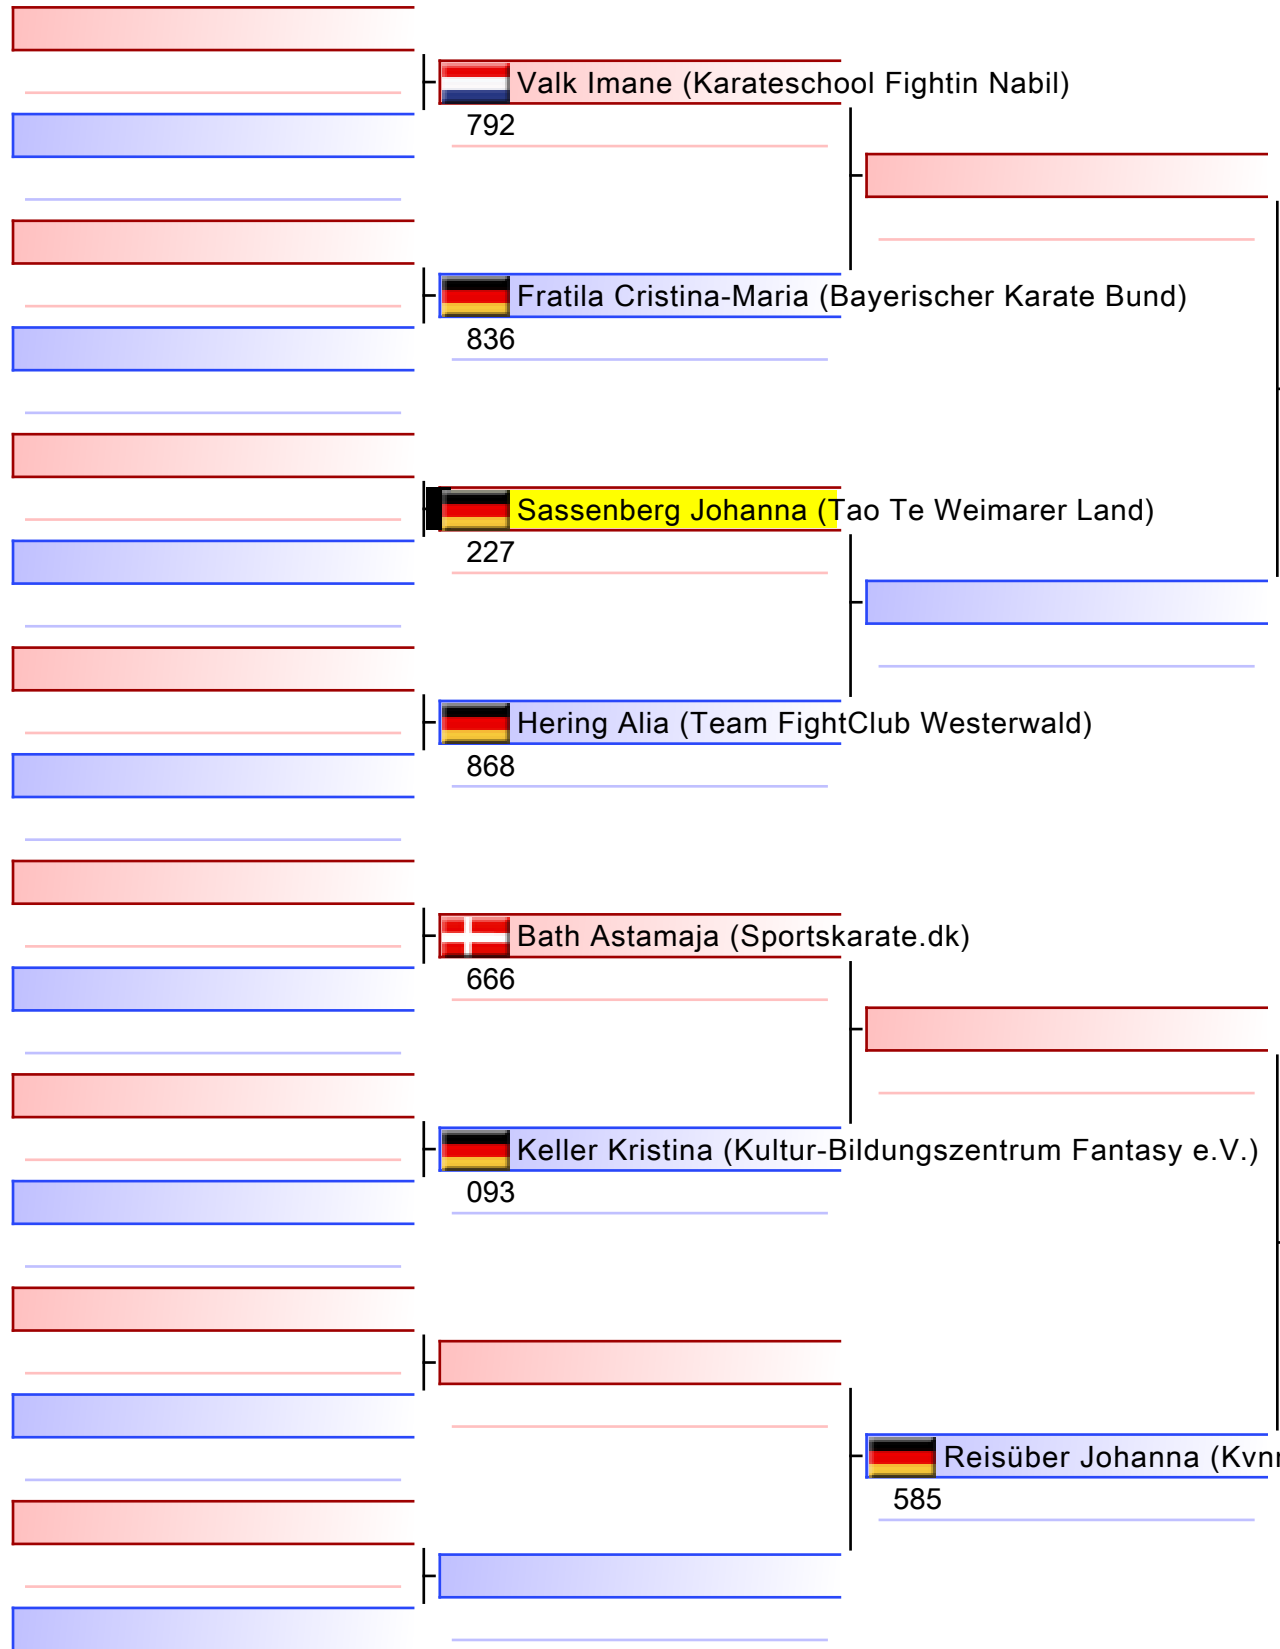 Valk Imane (Karateschool Fightin Nabil)
792
Fratila Cristina-Maria (Bayerischer Karate Bund)
836
Sassenberg Johanna (Tao Te Weimarer Land)
227
Hering Alia (Team FightClub Westerwald)
868
Bath Astamaja (Sportskarate.dk)
666
Keller Kristina (Kultur-Bildungszentrum Fantasy e.V.)
093
Reisüber Johanna
585